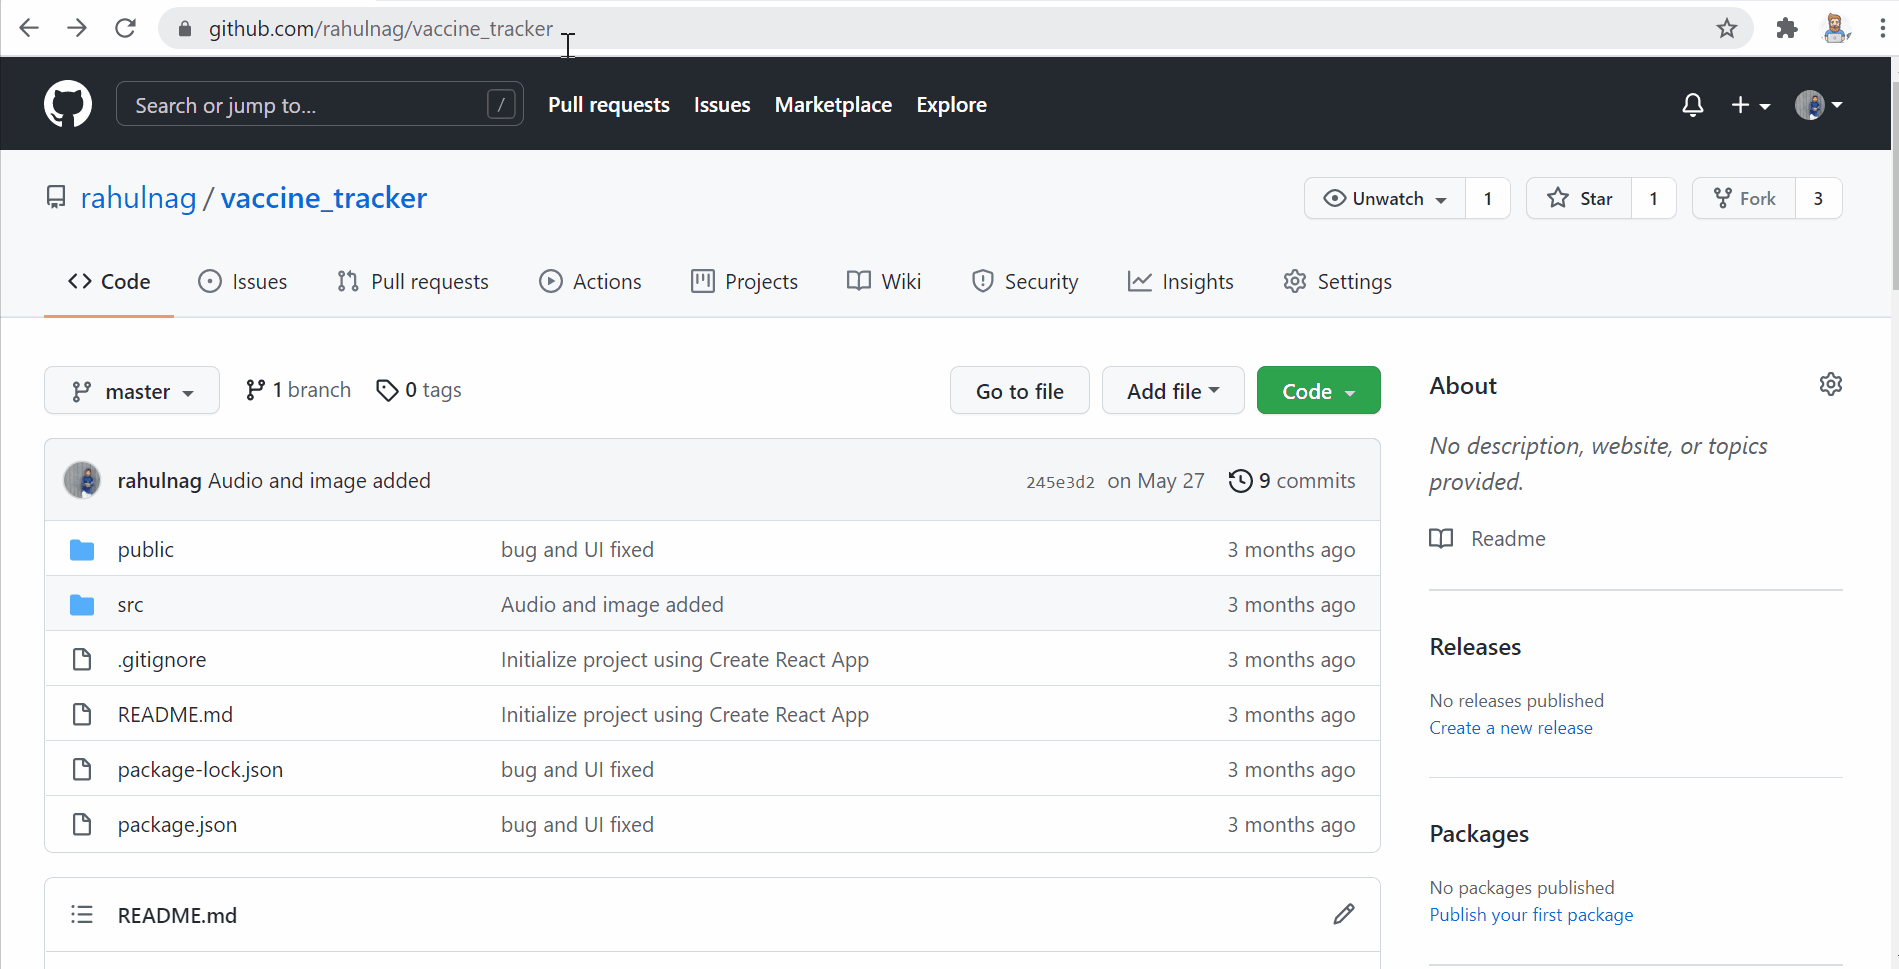 github.com/rahulnag/vaccine_tracker
Search or jump to... /
Pull requests Issues Marketplace Explore
rahulnag / vaccine_tracker
Unwatch 1 Star 1 Fork 3
Code Issues Pull requests Actions Projects Wiki Security Insights Settings
master 1 branch 0 tags Go to file Add file Code
rahulnag Audio and image added 245e3d2 on May 27 9 commits
public bug and UI fixed 3 months ago
src Audio and image added 3 months ago
.gitignore Initialize project using Create React App 3 months ago
README.md Initialize project using Create React App 3 months ago
package-lock.json bug and UI fixed 3 months ago
package.json bug and UI fixed 3 months ago
README.md
About
No description, website, or topics
provided.
Readme
Releases
No releases published
Create a new release
Packages
No packages published
Publish your first package